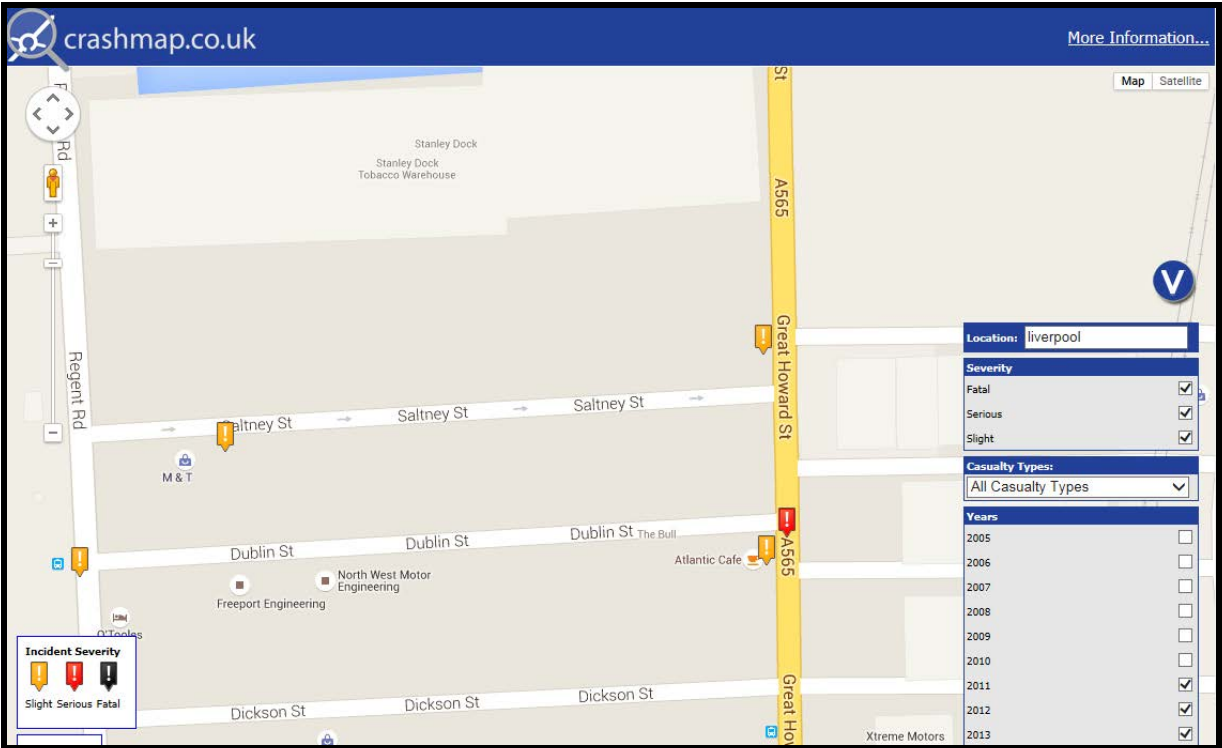 crashmap.co.uk
More Information...
Map
Satellite
St
Rd
Stanley Dock
Stanley Dock
Tobacco Warehouse
A565
Great Howard St
Regent Rd
Saltney St
Saltney St
Saltney St
M & T
Dublin St
Dublin St
Dublin St
The Bull
Atlantic Cafe
A565
North West Motor
Engineering
Freeport Engineering
O'Tooles
Dickson St
Dickson St
Dickson St
Great How
Xtreme Motors
V
Location: liverpool
Severity
Fatal
Serious
Slight
Casualty Types:
All Casualty Types
Years
2005
2006
2007
2008
2009
2010
2011
2012
2013
Incident Severity
Slight Serious Fatal